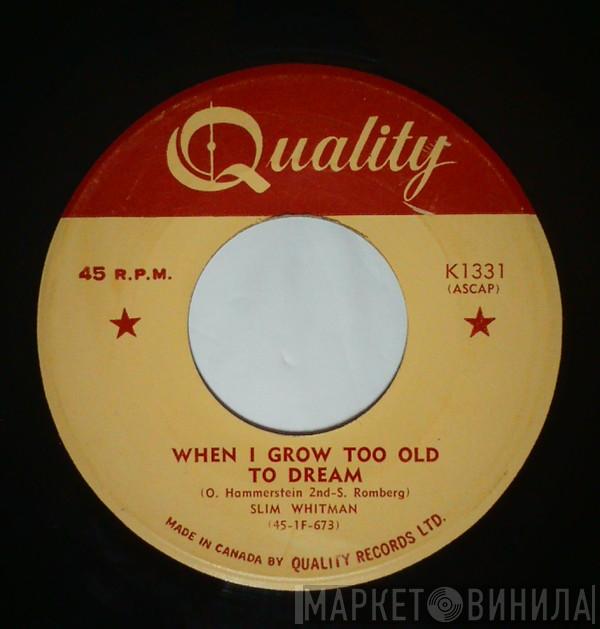 Quality
45 R.P.M.
K1331
(ASCAP)
WHEN I GROW TOO OLD
TO DREAM
(O. Hammerstein 2nd-S. Romberg)
SLIM WHITMAN
(45-1F-673)
MADE IN CANADA BY QUALITY RECORDS LTD.
МАРКЕТ ВИНИЛА